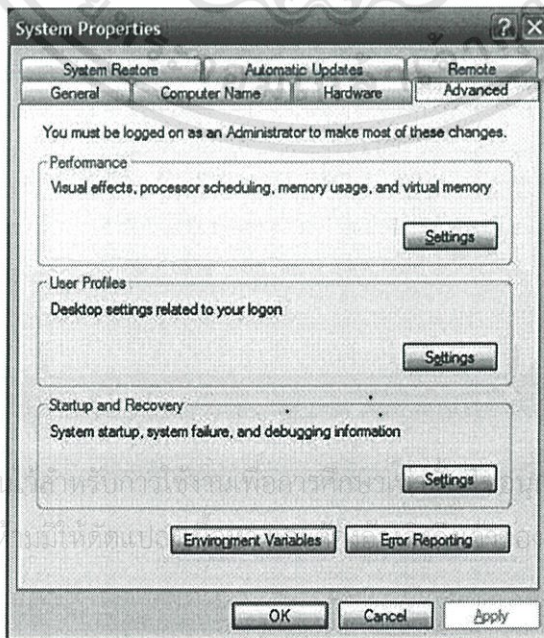 System Properties
System Restore Automatic Updates Remote
General Computer Name Hardware Advanced
You must be logged on as an Administrator to make most of these changes.
Performance
Visual effects, processor scheduling, memory usage, and virtual memory
Settings
User Profiles
Desktop settings related to your logon
Settings
Startup and Recovery
System startup, system failure, and debugging information
Settings
Environment Variables Error Reporting
OK Cancel Apply